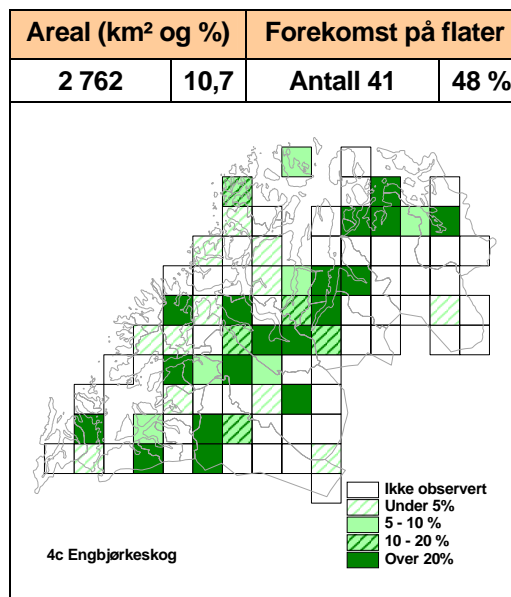 Areal (km² og %) Forekomst på flater
2 762 10,7 Antall 41 48 %
Ikke observert
Under 5%
5 - 10 %
10 - 20 %
Over 20%
4c Engbjørkeskog